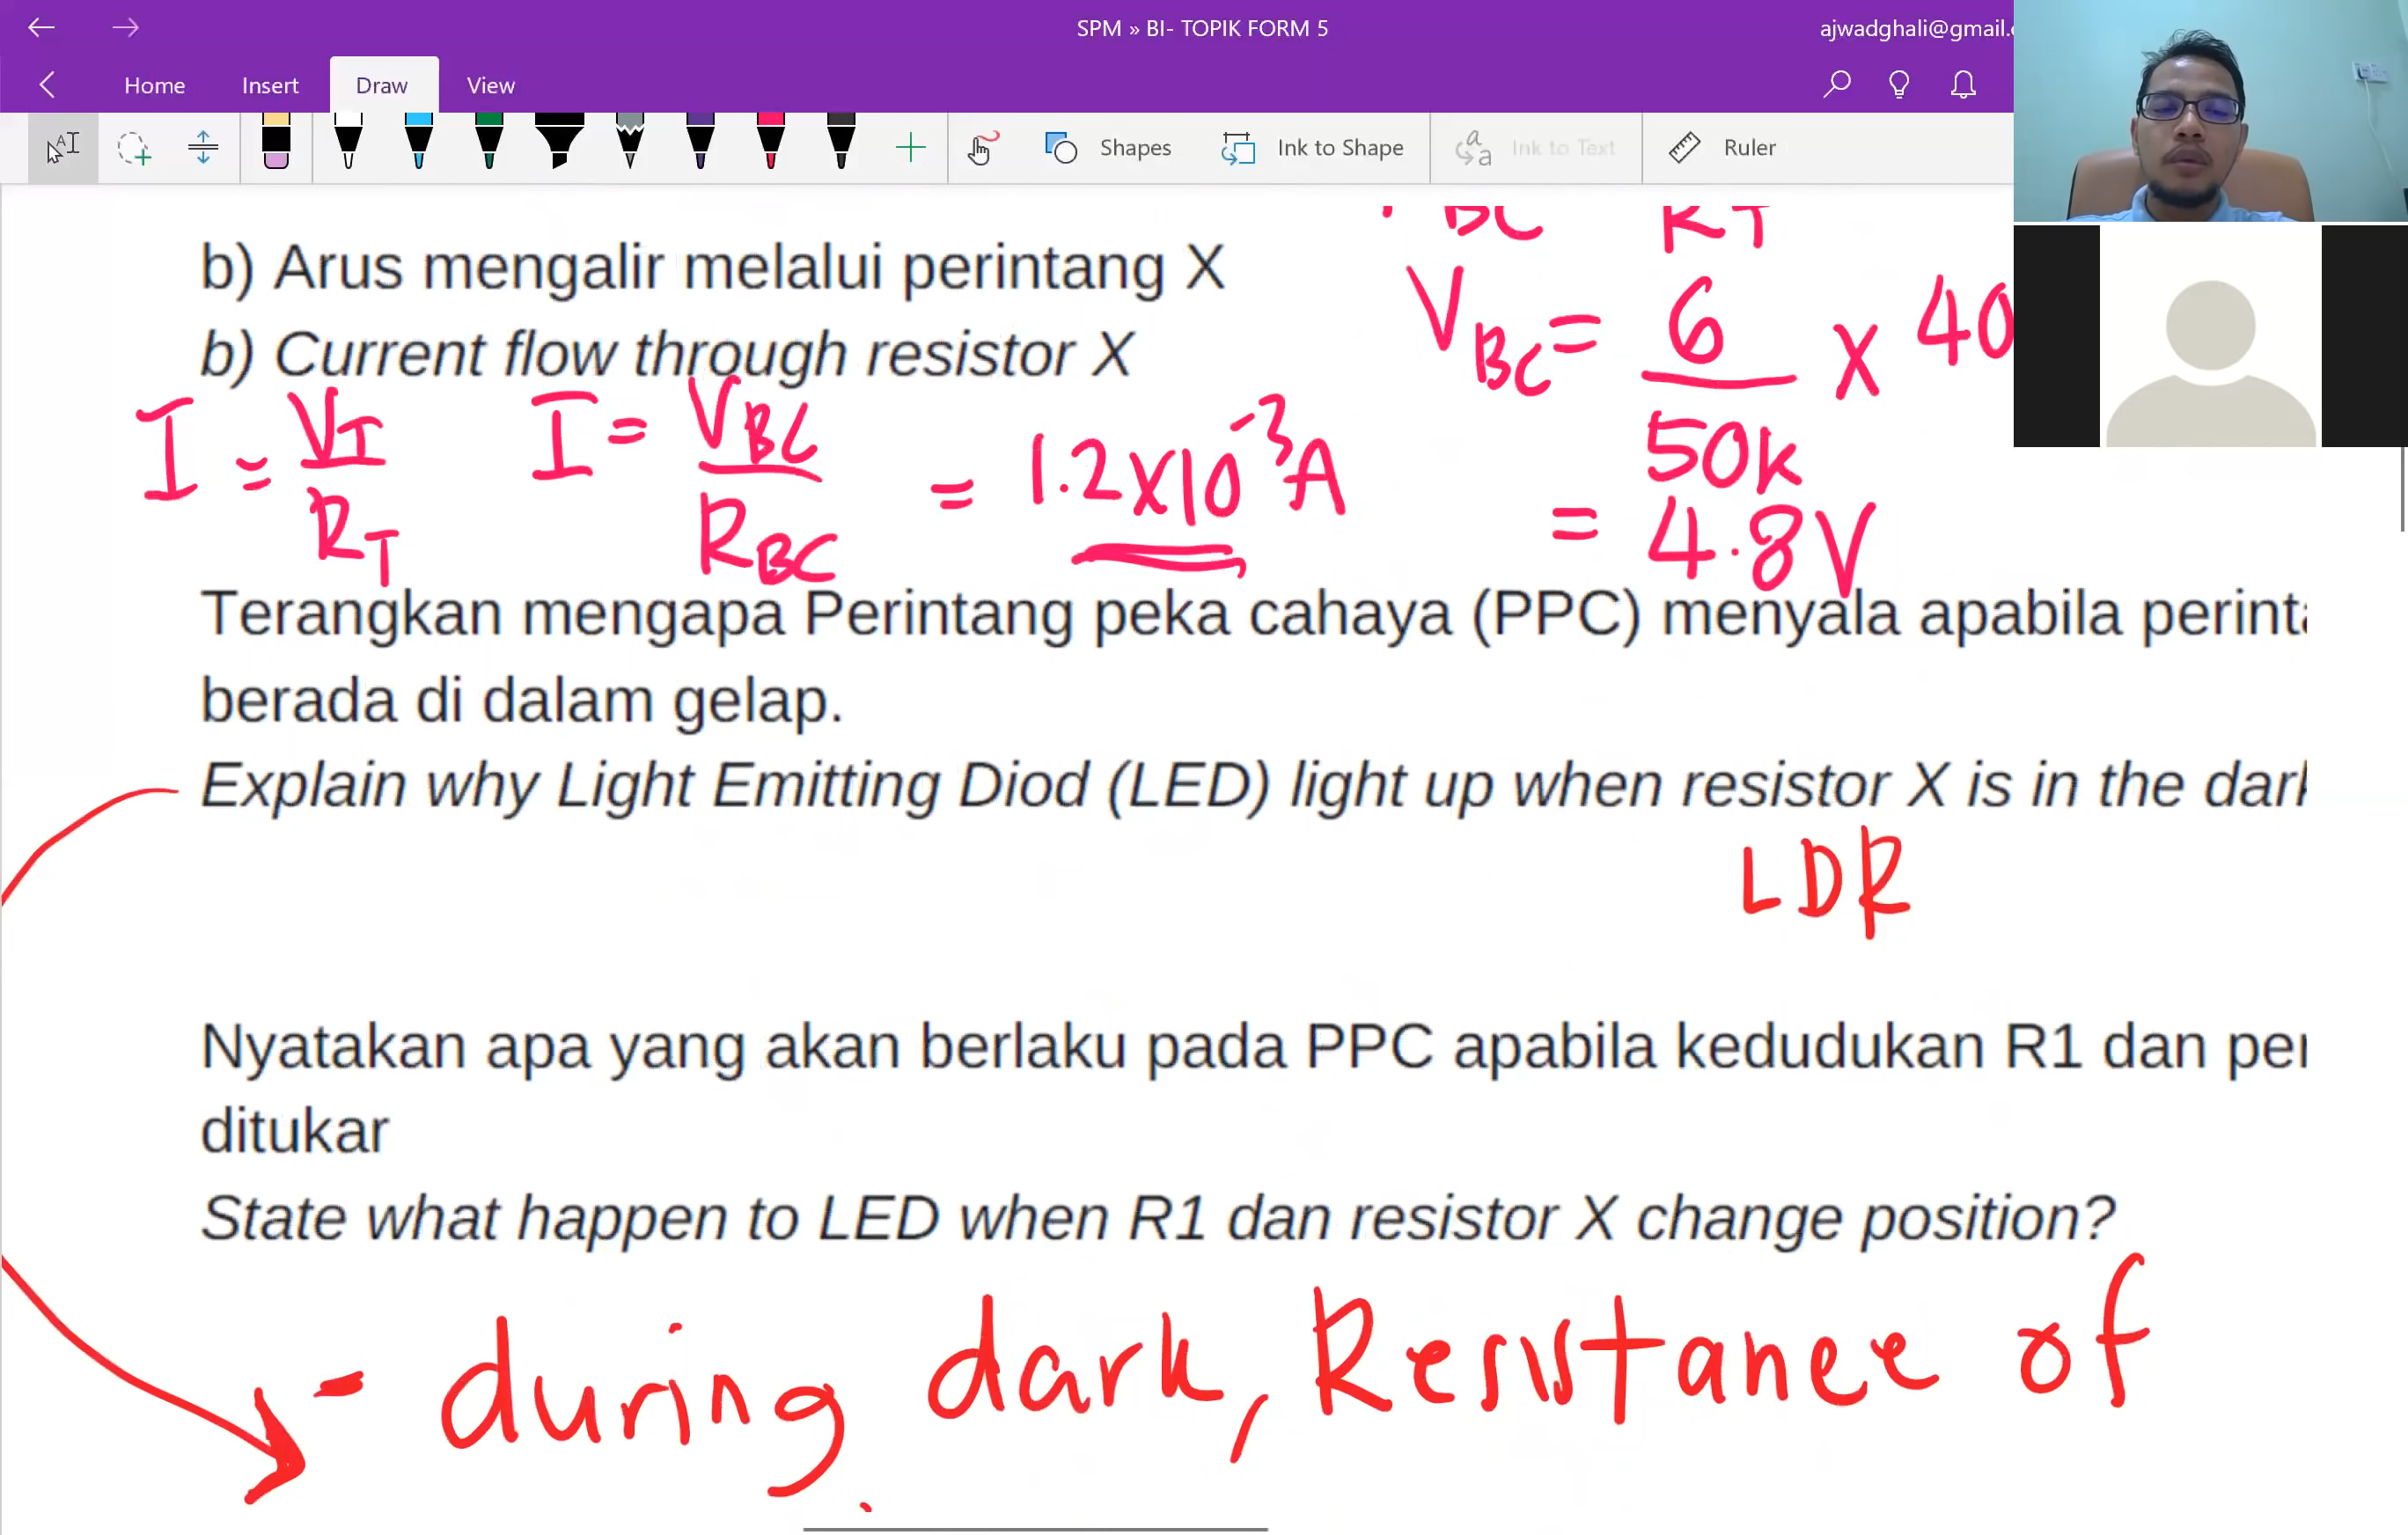 SPM » BI- TOPIK FORM 5
ajwadghali@gmail.
Home Insert Draw View
Shapes Ink to Shape Ink to Text Ruler
BC RT
b) Arus mengalir melalui perintang X
b) Current flow through resistor X
VBC = 6/50k x 40
= 4.8V
I = VT/RT I = VBC/RBC = 1.2x10-3A
Terangkan mengapa Perintang peka cahaya (PPC) menyala apabila
berada di dalam gelap.
Explain why Light Emitting Diod (LED) light up when resistor X is in the
LDR
Nyatakan apa yang akan berlaku pada PPC apabila kedudukan R1 dan
ditukar
State what happen to LED when R1 dan resistor X change position?
- during dark, Resistance of